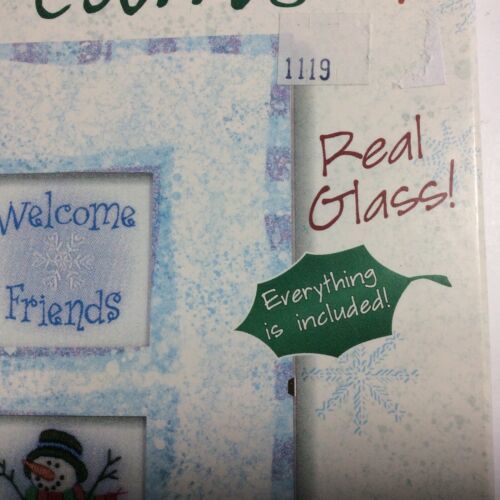 1119
Real
Glass!
Welcome
Friends
Everything
is included!